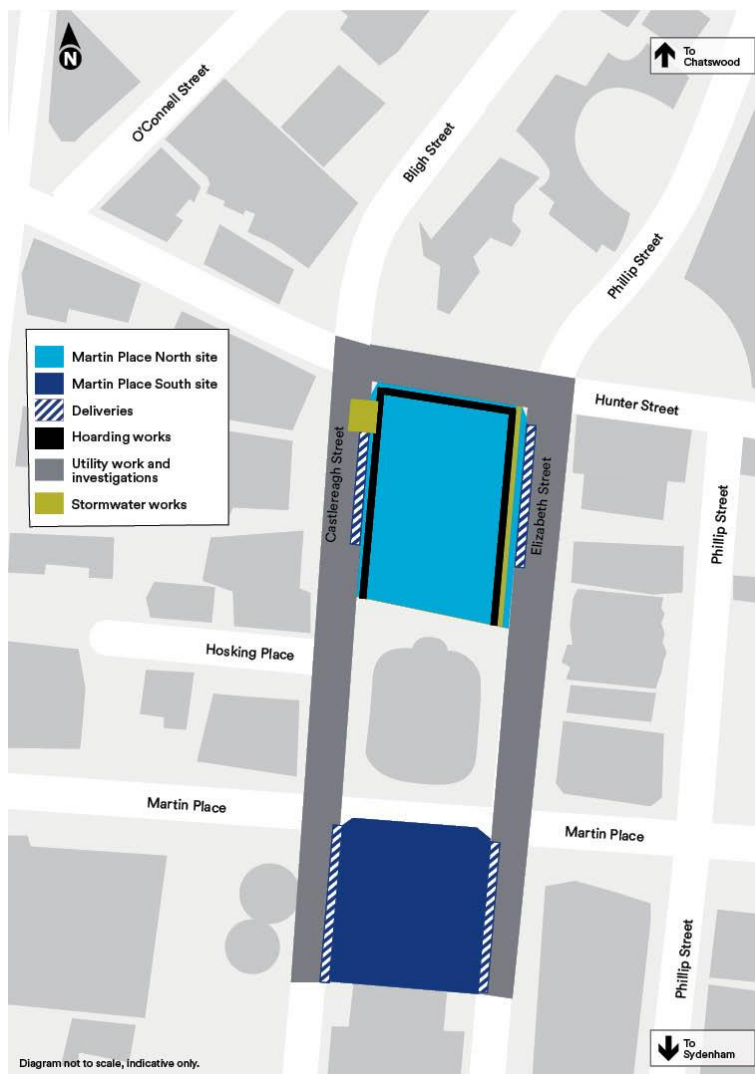 N
To
Chatswood
O'Connell Street
Bligh Street
Phillip Street
Martin Place North site
Martin Place South site
Deliveries
Hoarding works
Utility work and
investigations
Stormwater works
Hunter Street
Castlereagh Street
Elizabeth Street
Phillip Street
Hosking Place
Martin Place
Martin Place
Phillip Street
Diagram not to scale, indicative only.
To
Sydenham